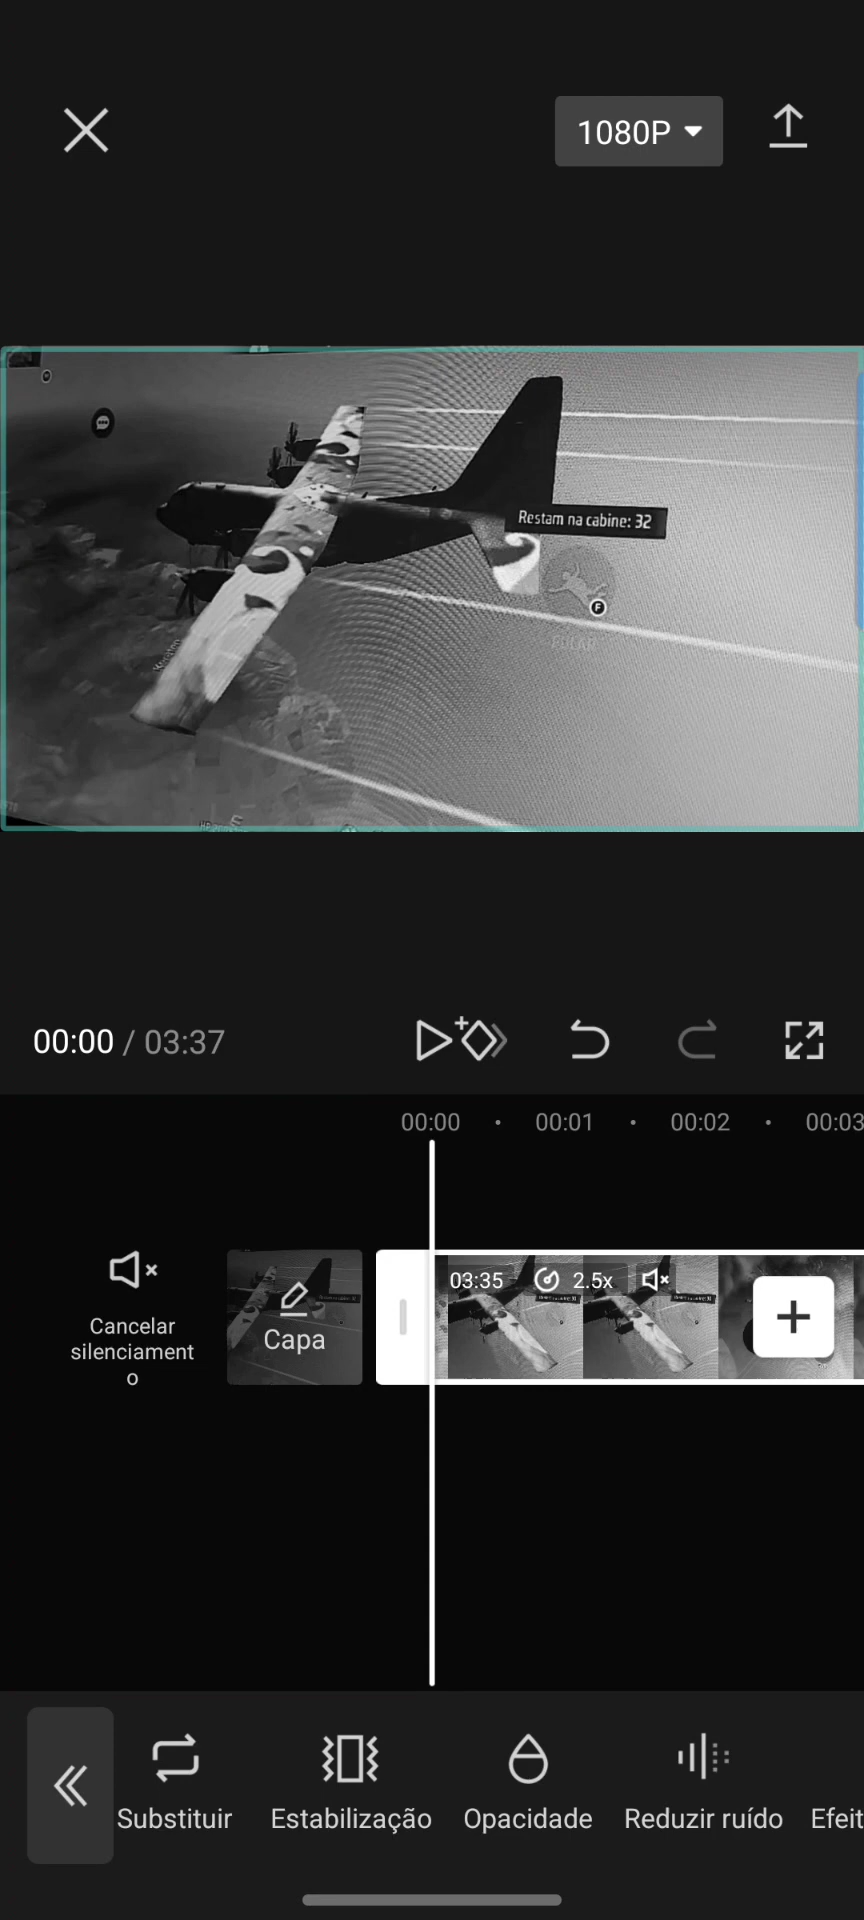 1080P
Restam na cabine: 32
F
PULAR
00:00 / 03:37
00:00
00:01
00:02
00:03
03:35
2.5x
Cancelar
silenciament
o
Capa
Substituir
Estabilização
Opacidade
Reduzir ruído
Efeit